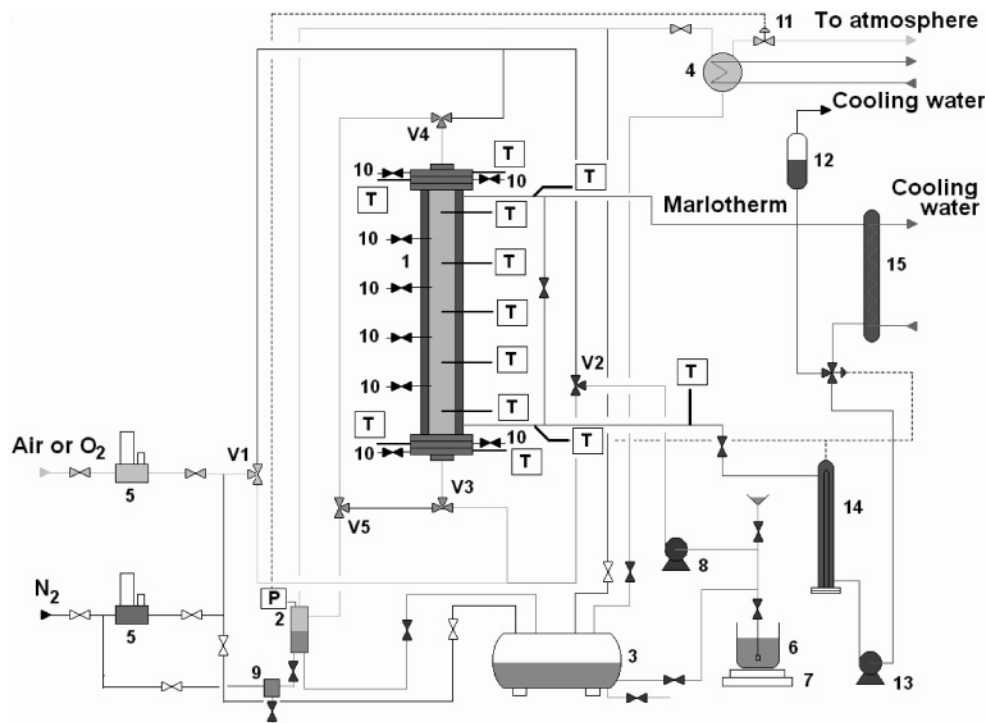 11
To atmosphere
4
Cooling water
V4
T
10
10
12
T
T
Cooling
water
Marlotherm
T
10
1
T
15
10
T
10
T
V2
T
10
T
T
Air or O2
10
T
V1
10
T
5
V3
14
V5
8
N2
P
2
6
5
3
9
7
13